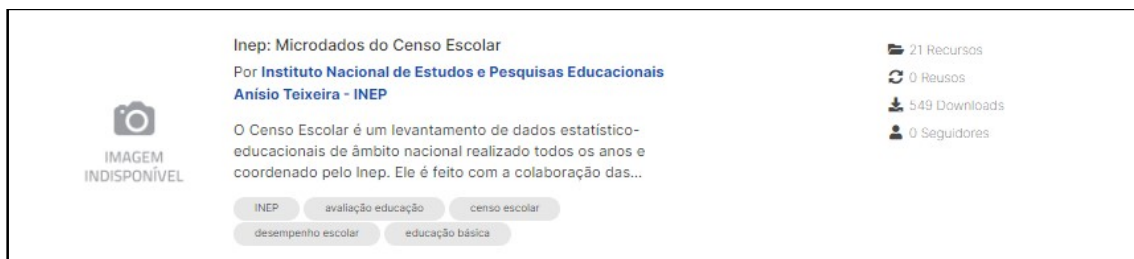 IMAGEM
INDISPONÍVEL
Inep: Microdados do Censo Escolar
Por Instituto Nacional de Estudos e Pesquisas Educacionais
Anísio Teixeira - INEP
O Censo Escolar é um levantamento de dados estatístico-
educacionais de âmbito nacional realizado todos os anos e
coordenado pelo Inep. Ele é feito com a colaboração das...
INEP avaliação educação censo escolar
desempenho escolar educação básica
21 Recursos
0 Reusos
549 Downloads
0 Seguidores